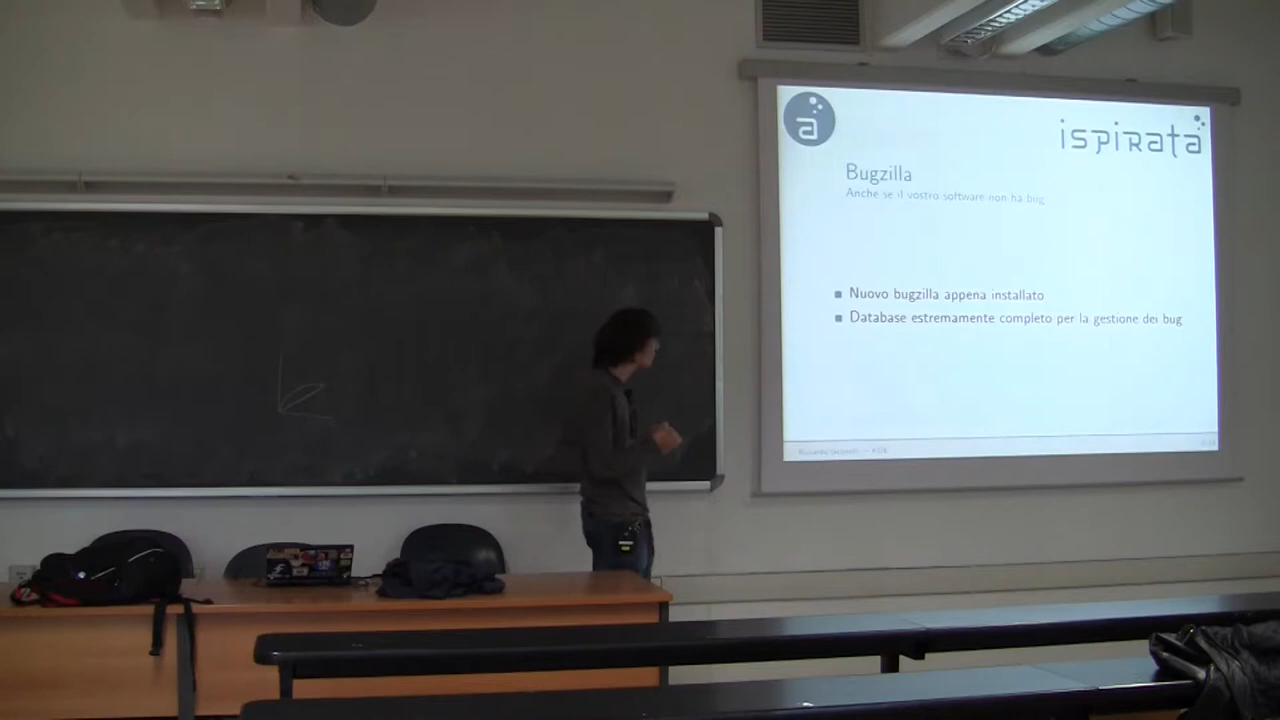 a
ispirata
Bugzilla
Anche se il vostro software non ha bug
Nuovo bugzilla appena installato
Database estremamente completo per la gestione dei bug